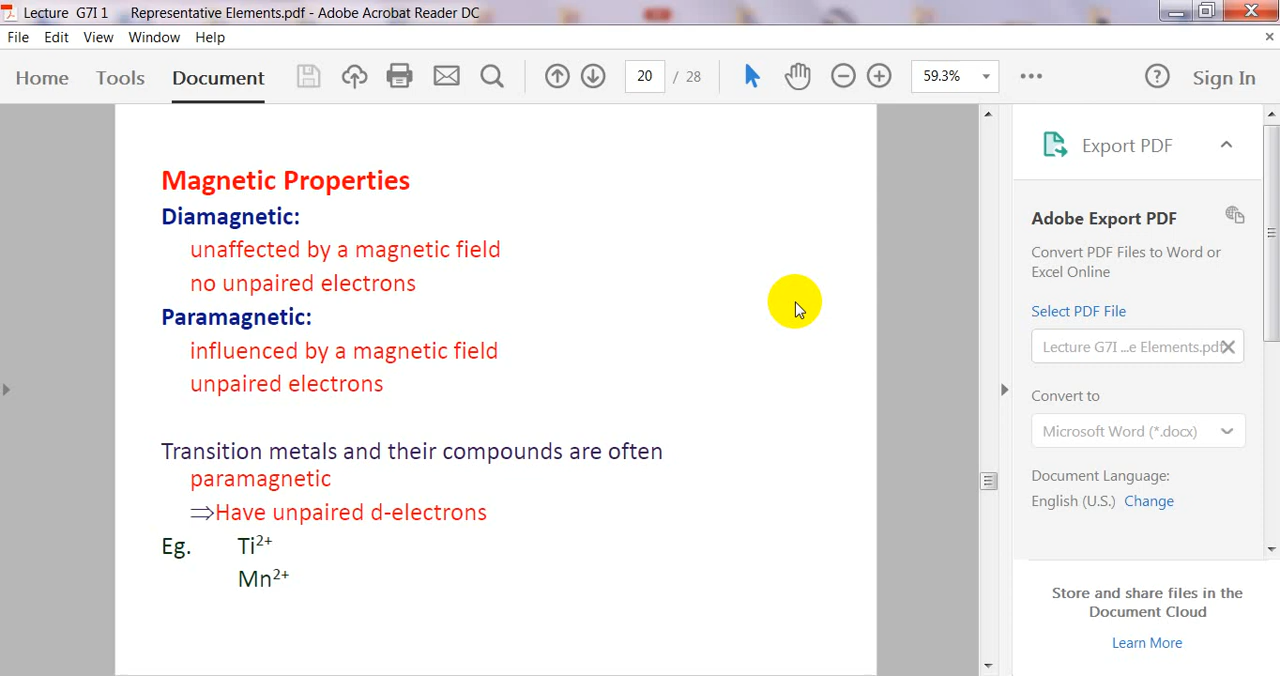 Lecture G7I 1 Representative Elements.pdf - Adobe Acrobat Reader DC
File Edit View Window Help
Home Tools Document 20 / 28 59.3% Sign In
Export PDF
Adobe Export PDF
Convert PDF Files to Word or
Excel Online
Select PDF File
Lecture G7I ...e Elements.pdf
Convert to
Microsoft Word (*.docx)
Document Language:
English (U.S.) Change
Store and share files in the
Document Cloud
Learn More
Magnetic Properties
Diamagnetic:
unaffected by a magnetic field
no unpaired electrons
Paramagnetic:
influenced by a magnetic field
unpaired electrons
Transition metals and their compounds are often
paramagnetic
⇒Have unpaired d-electrons
Eg. Ti²⁺
Mn²⁺